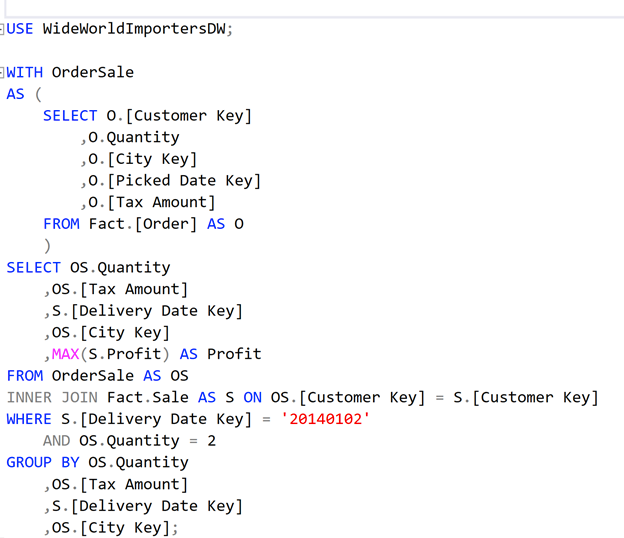 USE WideWorldImportersDW;
WITH OrderSale
AS (
SELECT O.[Customer Key]
,O.Quantity
,O.[City Key]
,O.[Picked Date Key]
,O.[Tax Amount]
FROM Fact.[Order] AS O
)
SELECT OS.Quantity
,OS.[Tax Amount]
,S.[Delivery Date Key]
,OS.[City Key]
,MAX(S.Profit) AS Profit
FROM OrderSale AS OS
INNER JOIN Fact.Sale AS S ON OS.[Customer Key] = S.[Customer Key]
WHERE S.[Delivery Date Key] = '20140102'
AND OS.Quantity = 2
GROUP BY OS.Quantity
,OS.[Tax Amount]
,S.[Delivery Date Key]
,OS.[City Key];